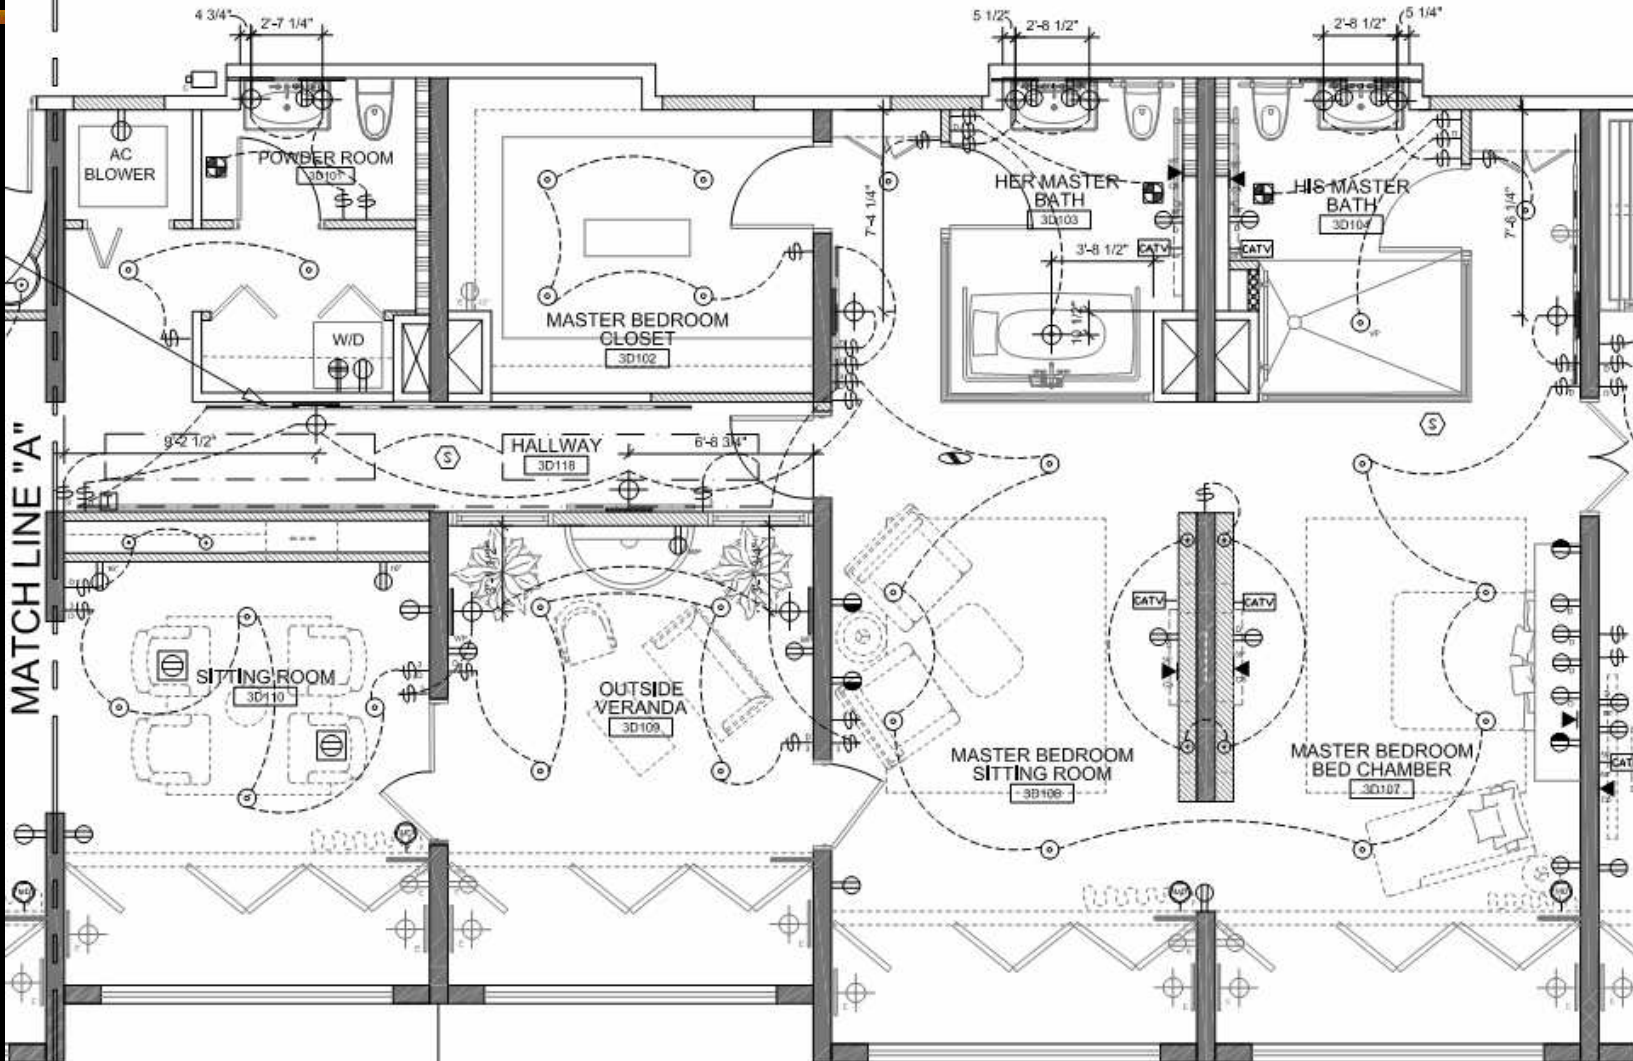 4 3/4"
2'-7 1/4"
5 1/2"
2'-8 1/2"
2'-8 1/2"
5 1/4"
AC
BLOWER
POWDER ROOM
3D101
HER MASTER
BATH
3D103
HIS MASTER
BATH
3D104
7'-4 1/4"
7'-6 1/4"
CATV
CATV
3'-8 1/2"
10 1/2"
MASTER BEDROOM
CLOSET
3D102
W/D
MATCH LINE "A"
9'-2 1/2"
S
HALLWAY
3D118
6'-8 3/4"
S
T
SITTING ROOM
3D110
OUTSIDE
VERANDA
3D109
CATV
CATV
MASTER BEDROOM
SITTING ROOM
3D108
MASTER BEDROOM
BED CHAMBER
3D107